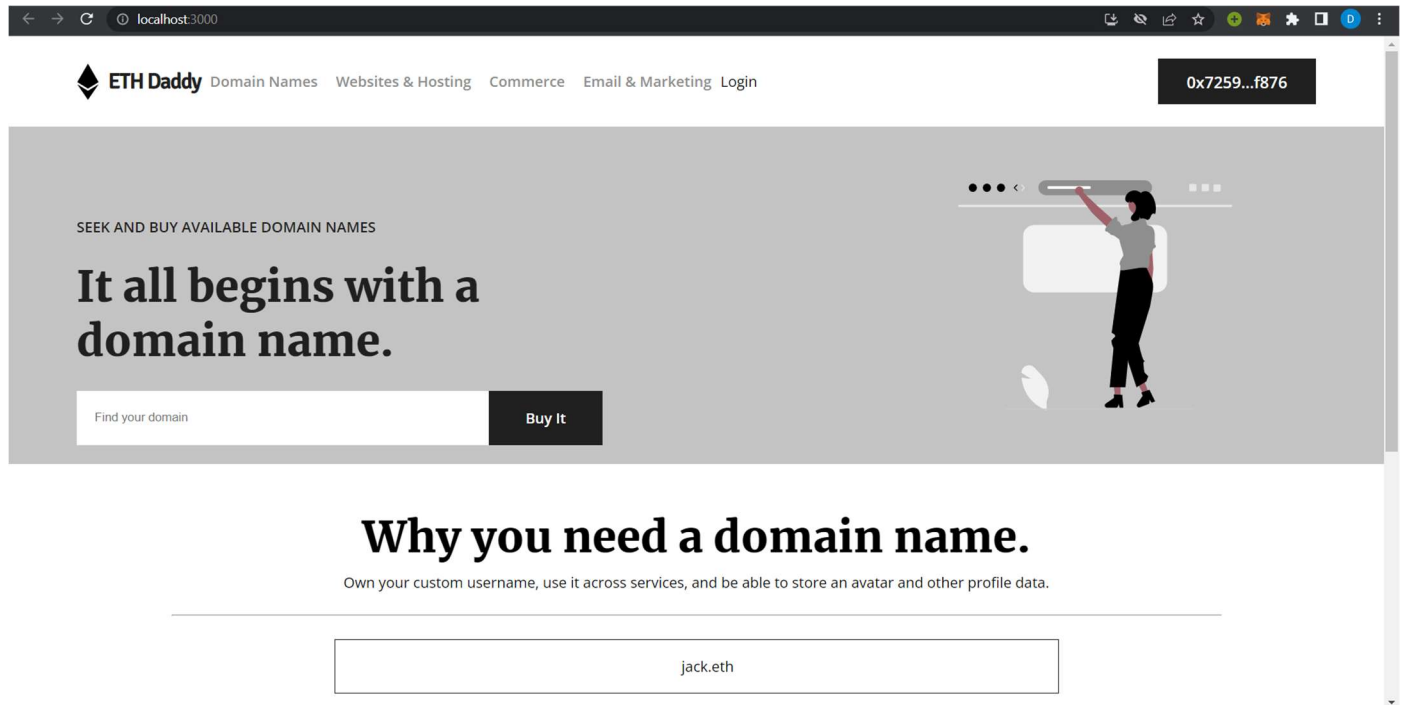 localhost:3000
D
ETH Daddy Domain Names Websites & Hosting Commerce Email & Marketing Login 0x7259...f876
SEEK AND BUY AVAILABLE DOMAIN NAMES
It all begins with a
domain name.
Find your domain Buy It
Why you need a domain name.
Own your custom username, use it across services, and be able to store an avatar and other profile data.
jack.eth